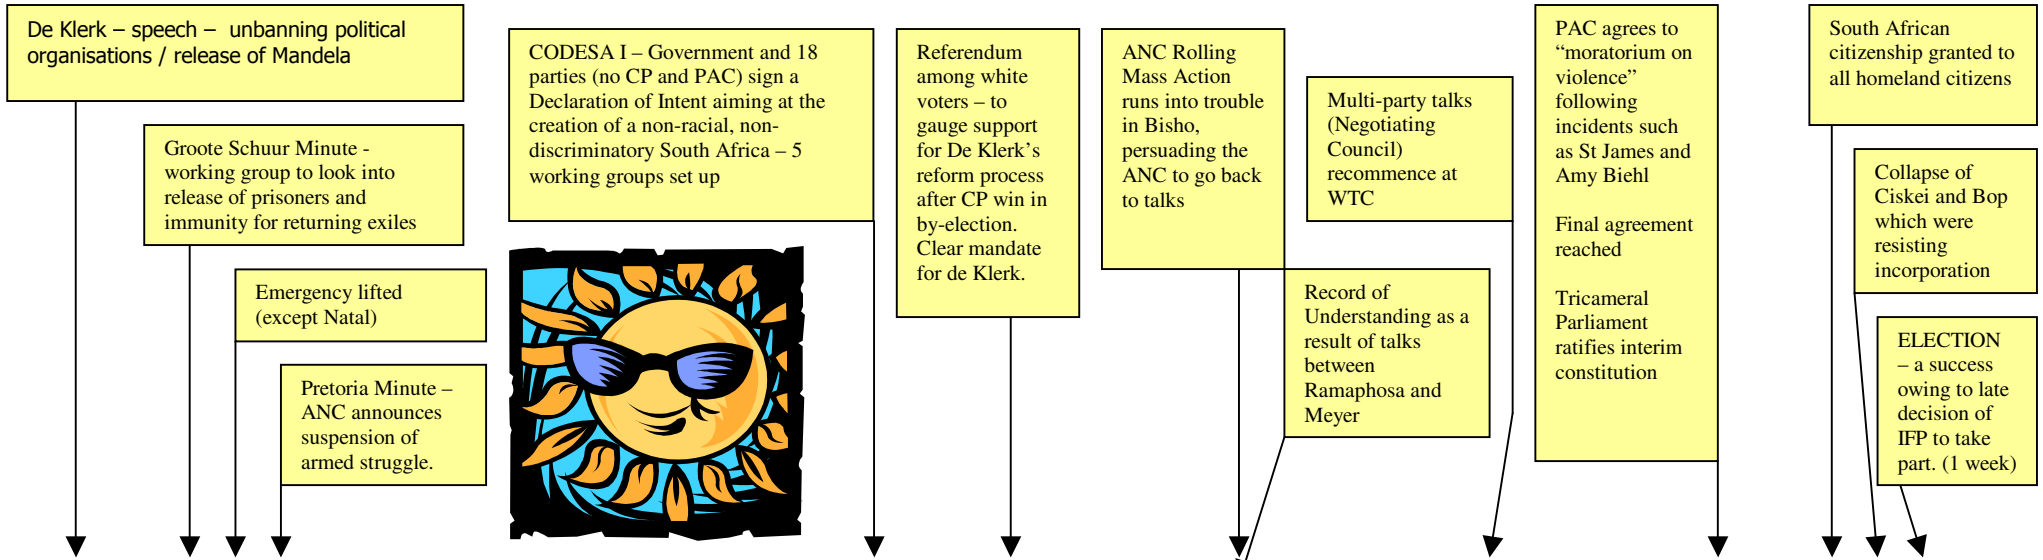 De Klerk – speech –  unbanning political
organisations / release of Mandela
Groote Schuur Minute -
working group to look into
release of prisoners and
immunity for returning exiles
Emergency lifted
(except Natal)
Pretoria Minute –
ANC announces
suspension of
armed struggle.
CODESA I – Government and 18
parties (no CP and PAC) sign a
Declaration of Intent aiming at the
creation of a non-racial, non-
discriminatory South Africa – 5
working groups set up
Referendum
among white
voters – to
gauge support
for De Klerk’s
reform process
after CP win in
by-election.
Clear mandate
for de Klerk.
ANC Rolling
Mass Action
runs into trouble
in Bisho,
persuading the
ANC to go back
to talks
Record of
Understanding as a
result of talks
between
Ramaphosa and
Meyer
Multi-party talks
(Negotiating
Council)
recommence at
WTC
PAC agrees to
“moratorium on
violence”
following
incidents such
as St James and
Amy Biehl
Final agreement
reached
Tricameral
Parliament
ratifies interim
constitution
South African
citizenship granted to
all homeland citizens
Collapse of
Ciskei and Bop
which were
resisting
incorporation
ELECTION
– a success
owing to late
decision of
IFP to take
part. (1 week)